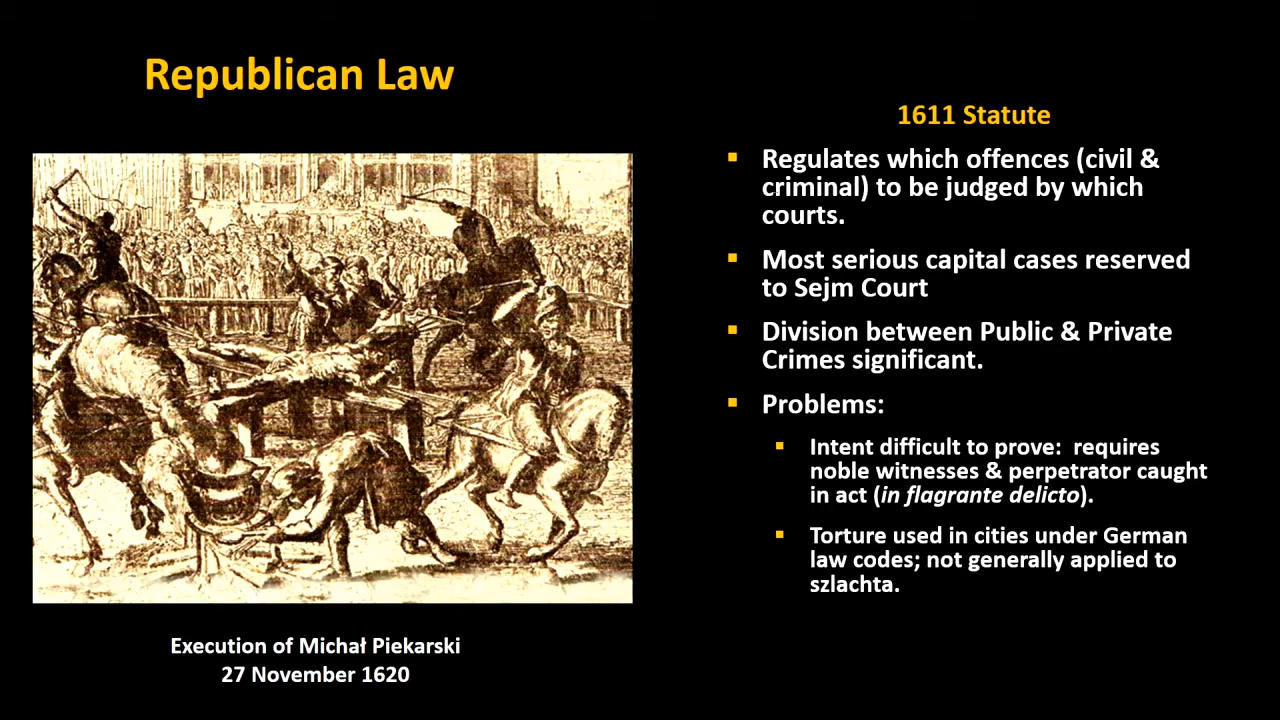 Republican Law
1611 Statute
▪ Regulates which offences (civil &
criminal) to be judged by which
courts.
▪ Most serious capital cases reserved
to Sejm Court
▪ Division between Public & Private
Crimes significant.
▪ Problems:
▪ Intent difficult to prove:  requires
noble witnesses & perpetrator caught
in act (in flagrante delicto).
▪ Torture used in cities under German
law codes; not generally applied to
szlachta.
Execution of Michał Piekarski
27 November 1620